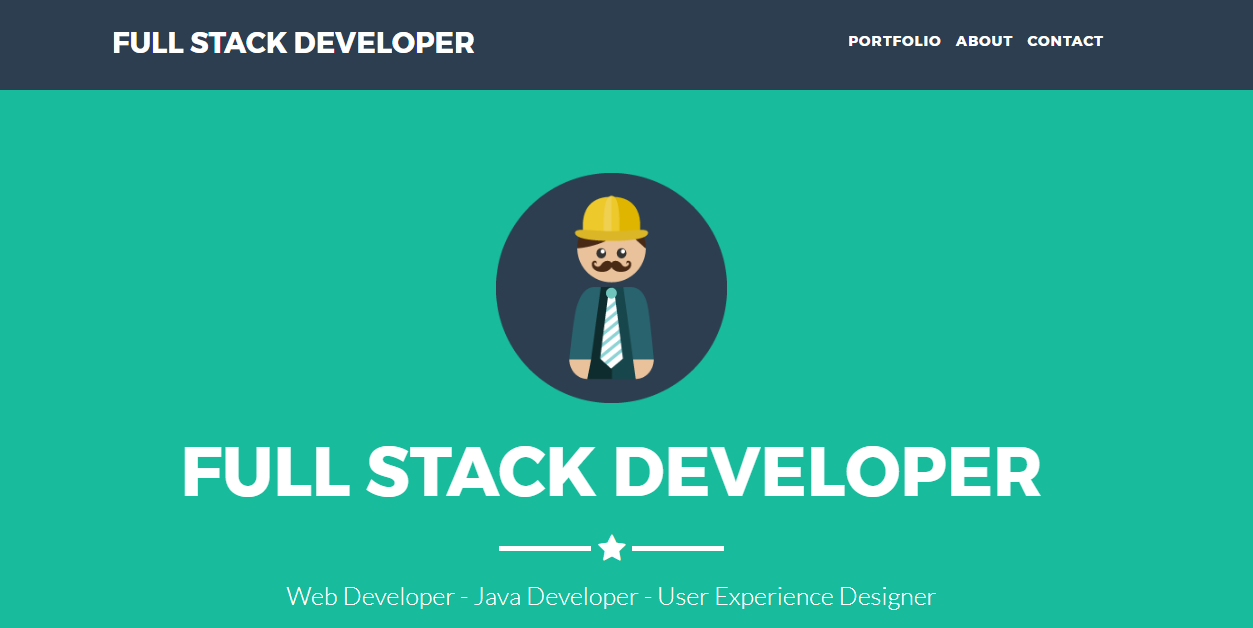 FULL STACK DEVELOPER
PORTFOLIO ABOUT CONTACT
FULL STACK DEVELOPER
Web Developer - Java Developer - User Experience Designer